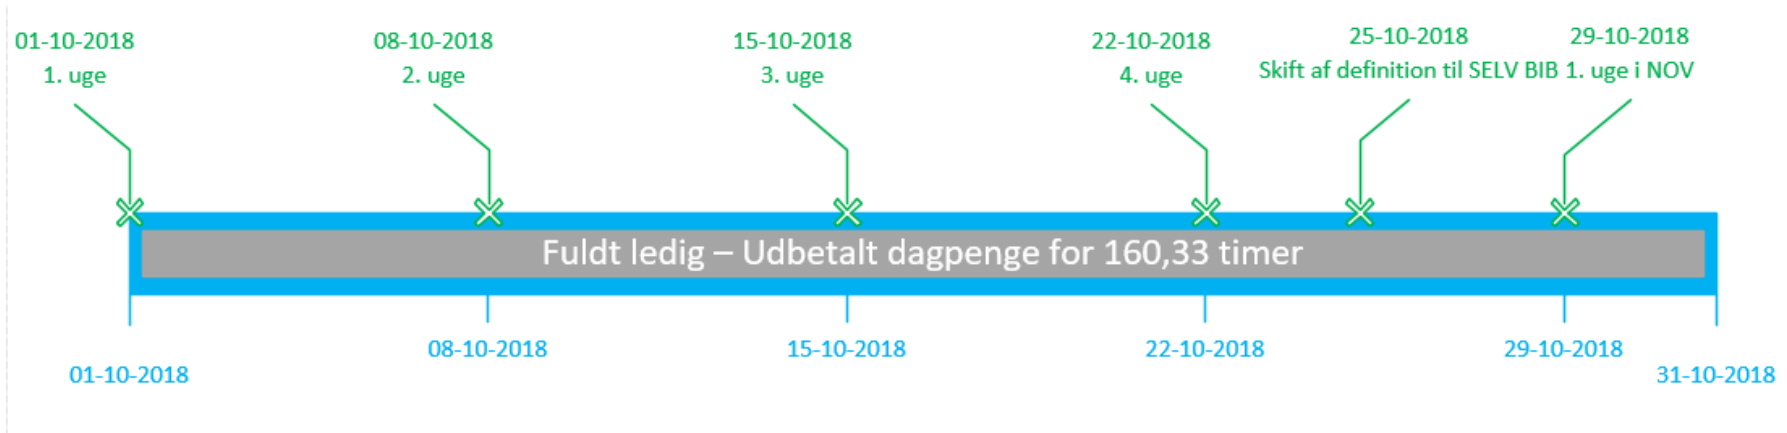 01-10-2018
1. uge
08-10-2018
2. uge
15-10-2018
3. uge
22-10-2018
4. uge
25-10-2018
Skift af definition til SELV BIB
29-10-2018
1. uge i NOV
Fuldt ledig – Udbetalt dagpenge for 160,33 timer
01-10-2018
08-10-2018
15-10-2018
22-10-2018
29-10-2018
31-10-2018